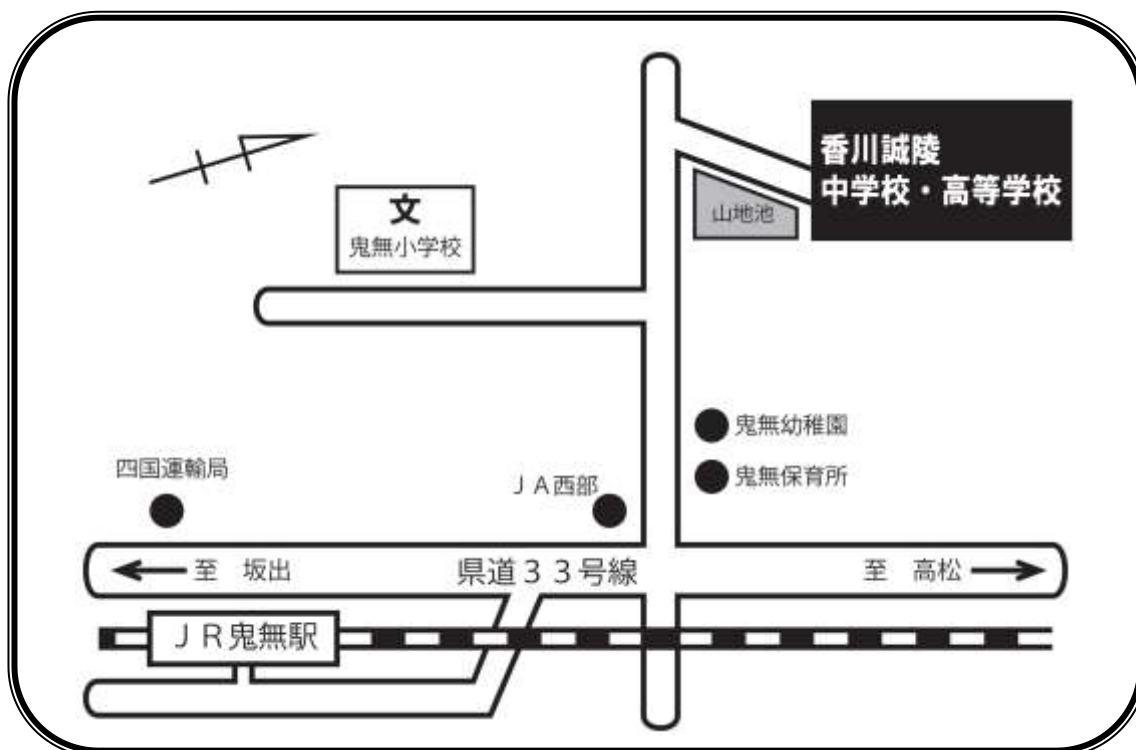 香川誠陵
中学校・高等学校
山地池
文
鬼無小学校
鬼無幼稚園
鬼無保育所
四国運輸局
ＪＡ西部
至　坂出
県道３３号線
至　高松
ＪＲ鬼無駅